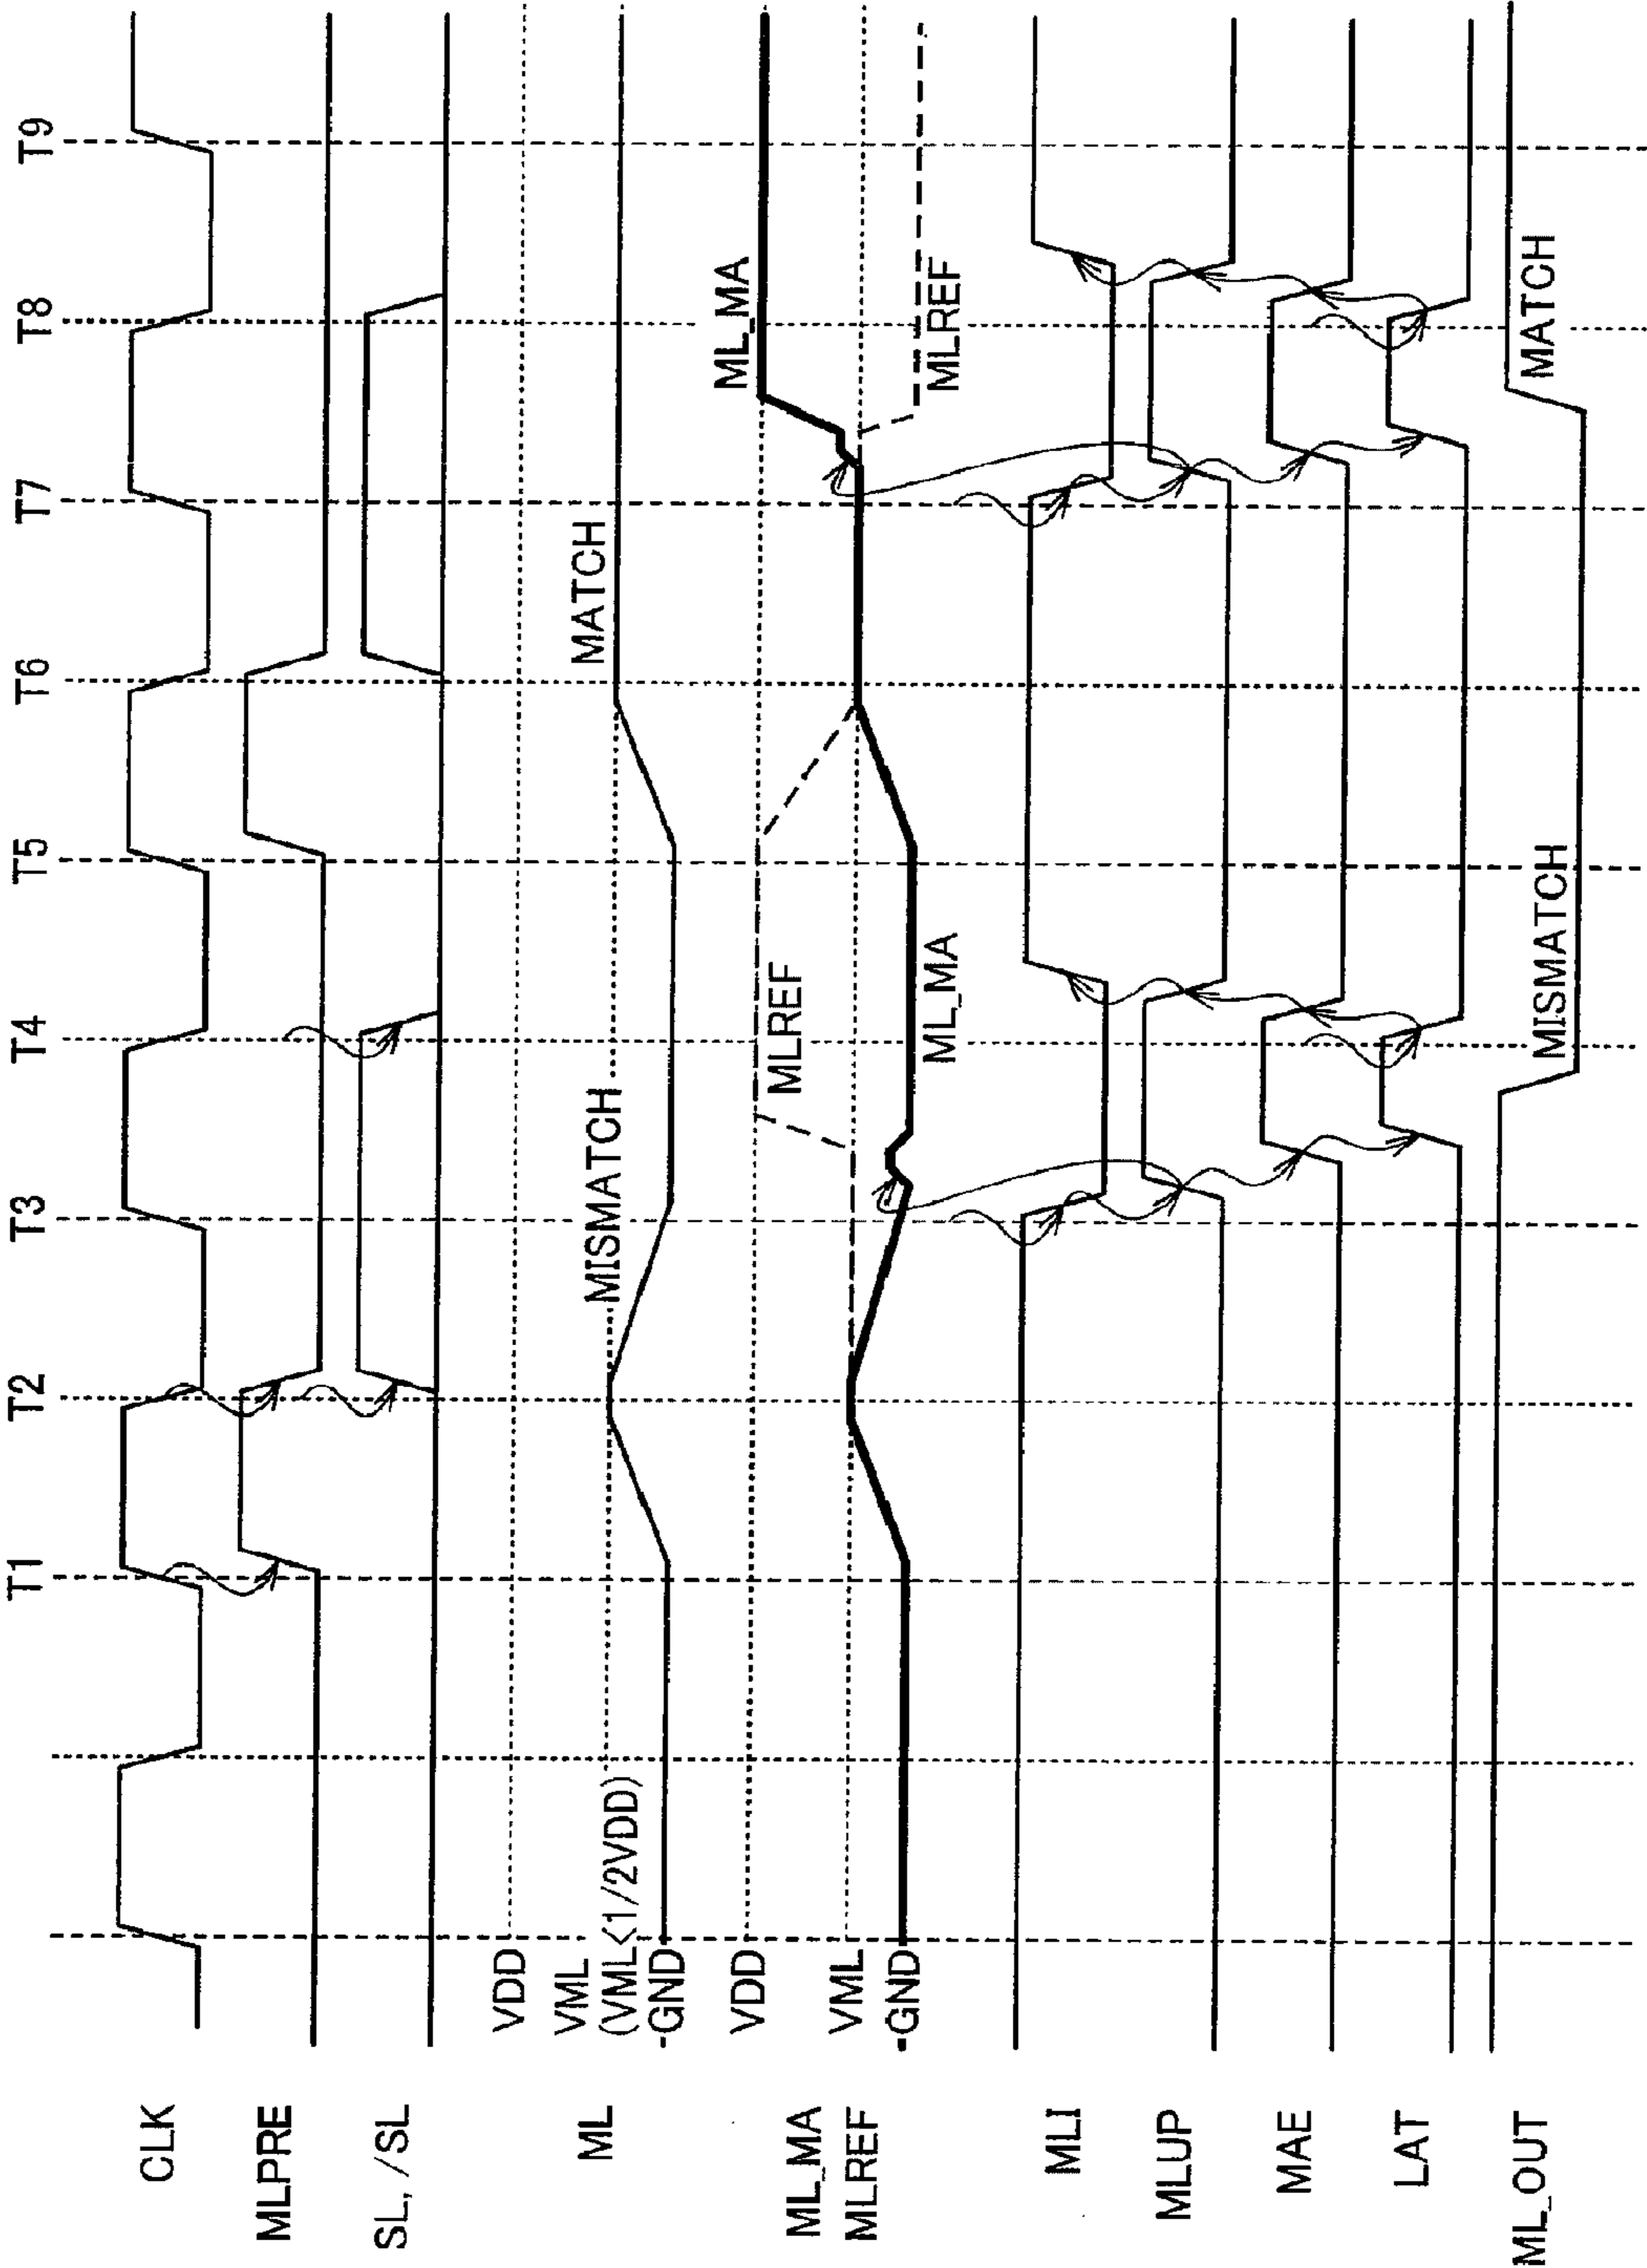 T1 T2 T3 T4 T5 T6 T7 T8 T9
CLK
MLPRE
SL, /SL
VDD
VML
(VML<1/2VDD)
GND
ML
MISMATCH
MATCH
VDD
VML
GND
ML_MA
MLREF
MLREF
ML_MA
ML_MA
MLREF
MLI
MLUP
MAE
LAT
ML_OUT
MISMATCH
MATCH